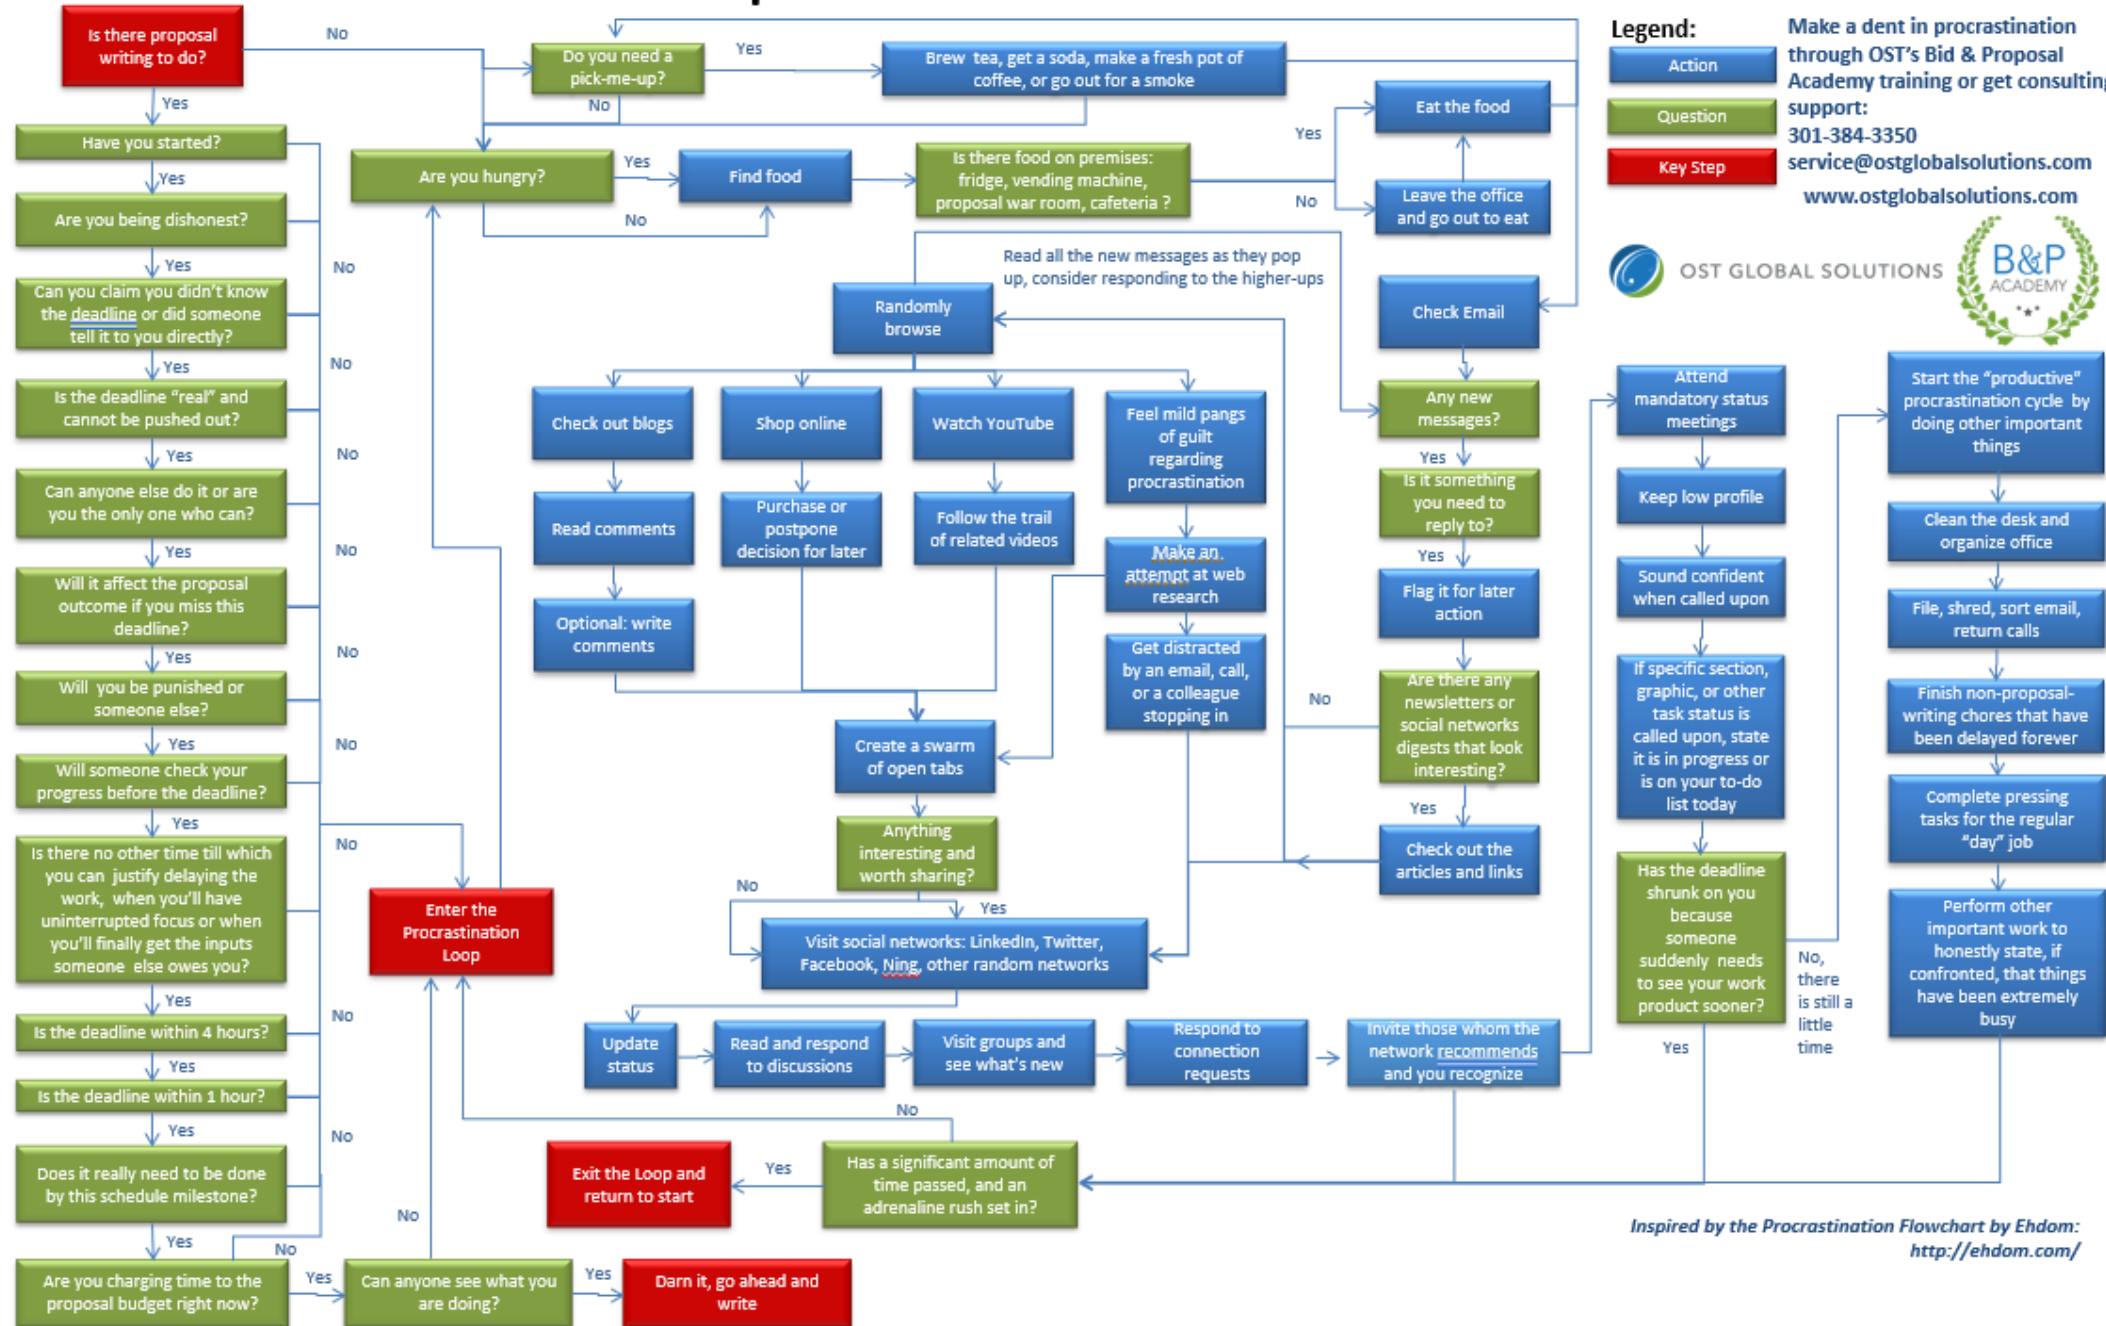 Is there proposal
writing to do?
No
Yes
Have you started?
Yes
Are you being dishonest?
Yes
No
Can you claim you didn't know
the deadline or did someone
tell it to you directly?
Yes
No
Is the deadline "real" and
cannot be pushed out?
Yes
No
Can anyone else do it or are
you the only one who can?
Yes
No
Will it affect the proposal
outcome if you miss this
deadline?
Yes
No
Will you be punished or
someone else?
Yes
No
Will someone check your
progress before the deadline?
Yes
No
Is there no other time till which
you can justify delaying the
work, when you'll have
uninterrupted focus or when
you'll finally get the inputs
someone else owes you?
Yes
No
Is the deadline within 4 hours?
Yes
Is the deadline within 1 hour?
Yes
No
Does it really need to be done
by this schedule milestone?
Yes
No
Are you charging time to the
proposal budget right now?
Yes
Can anyone see what you
are doing?
No
Yes
Darn it, go ahead and
write
Enter the
Procrastination
Loop
Do you need a
pick-me-up?
Yes
No
Brew tea, get a soda, make a fresh pot of
coffee, or go out for a smoke
Are you hungry?
Yes
No
Find food
Is there food on premises:
fridge, vending machine,
proposal war room, cafeteria ?
Yes
No
Eat the food
Leave the office
and go out to eat
Read all the new messages as they pop
up, consider responding to the higher-ups
Randomly
browse
Check out blogs
Read comments
Optional: write
comments
Shop online
Purchase or
postpone
decision for later
Watch YouTube
Follow the trail
of related videos
Feel mild pangs
of guilt
regarding
procrastination
Make an
attempt at web
research
Get distracted
by an email, call,
or a colleague
stopping in
Create a swarm
of open tabs
Anything
interesting and
worth sharing?
No
Yes
Visit social networks: LinkedIn, Twitter,
Facebook, Ning, other random networks
Update
status
Read and respond
to discussions
Visit groups and
see what's new
Respond to
connection
requests
Invite those whom the
network recommends
and you recognize
No
Has a significant amount of
time passed, and an
adrenaline rush set in?
Yes
Exit the Loop and
return to start
Check Email
Any new
messages?
Yes
Is it something
you need to
reply to?
Yes
Flag it for later
action
Are there any
newsletters or
social networks
digests that look
interesting?
No
Yes
Check out the
articles and links
Attend
mandatory status
meetings
Keep low profile
Sound confident
when called upon
If specific section,
graphic, or other
task status is
called upon, state
it is in progress or
is on your to-do
list today
Has the deadline
shrunk on you
because
someone
suddenly needs
to see your work
product sooner?
Yes
No,
there
is still a
little
time
Start the "productive"
procrastination cycle by
doing other important
things
Clean the desk and
organize office
File, shred, sort email,
return calls
Finish non-proposal-
writing chores that have
been delayed forever
Complete pressing
tasks for the regular
"day" job
Perform other
important work to
honestly state, if
confronted, that things
have been extremely
busy
Legend:
Action
Question
Key Step
Make a dent in procrastination
through OST's Bid & Proposal
Academy training or get consulting
support:
301-384-3350
service@ostglobalsolutions.com
www.ostglobalsolutions.com
OST GLOBAL SOLUTIONS
B&P
ACADEMY
Inspired by the Procrastination Flowchart by Ehdom:
http://ehdom.com/